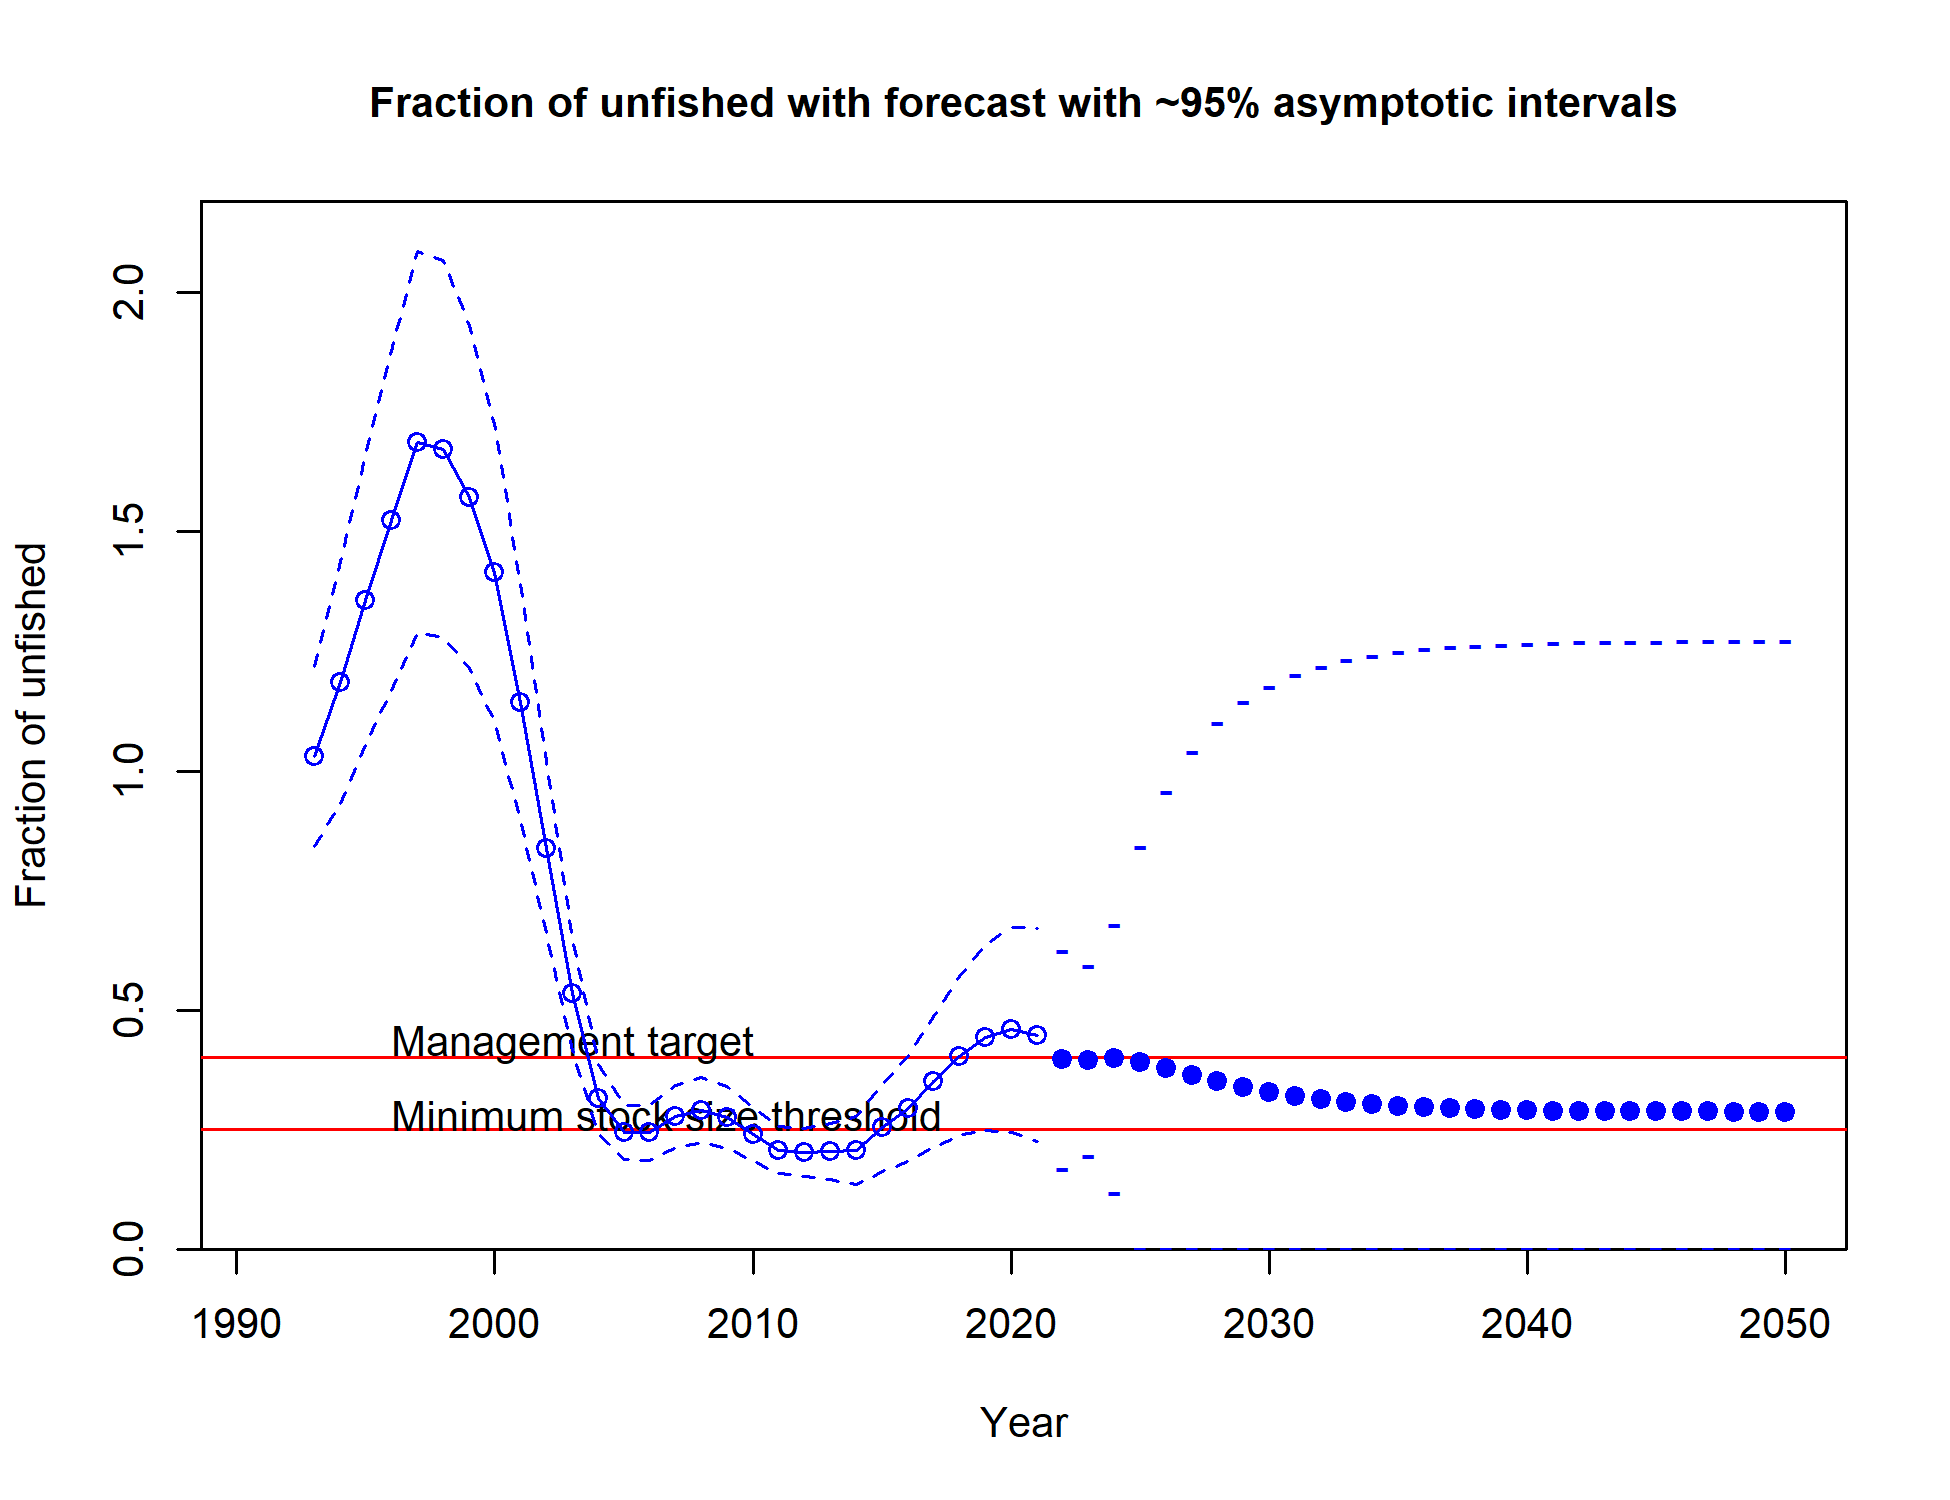 Fraction of unfished with forecast with ~95% asymptotic intervals
Fraction of unfished
2.0
1.5
1.0
0.5
0.0
Management target
Minimum stock size threshold
1990 2000 2010 2020 2030 2040 2050
Year